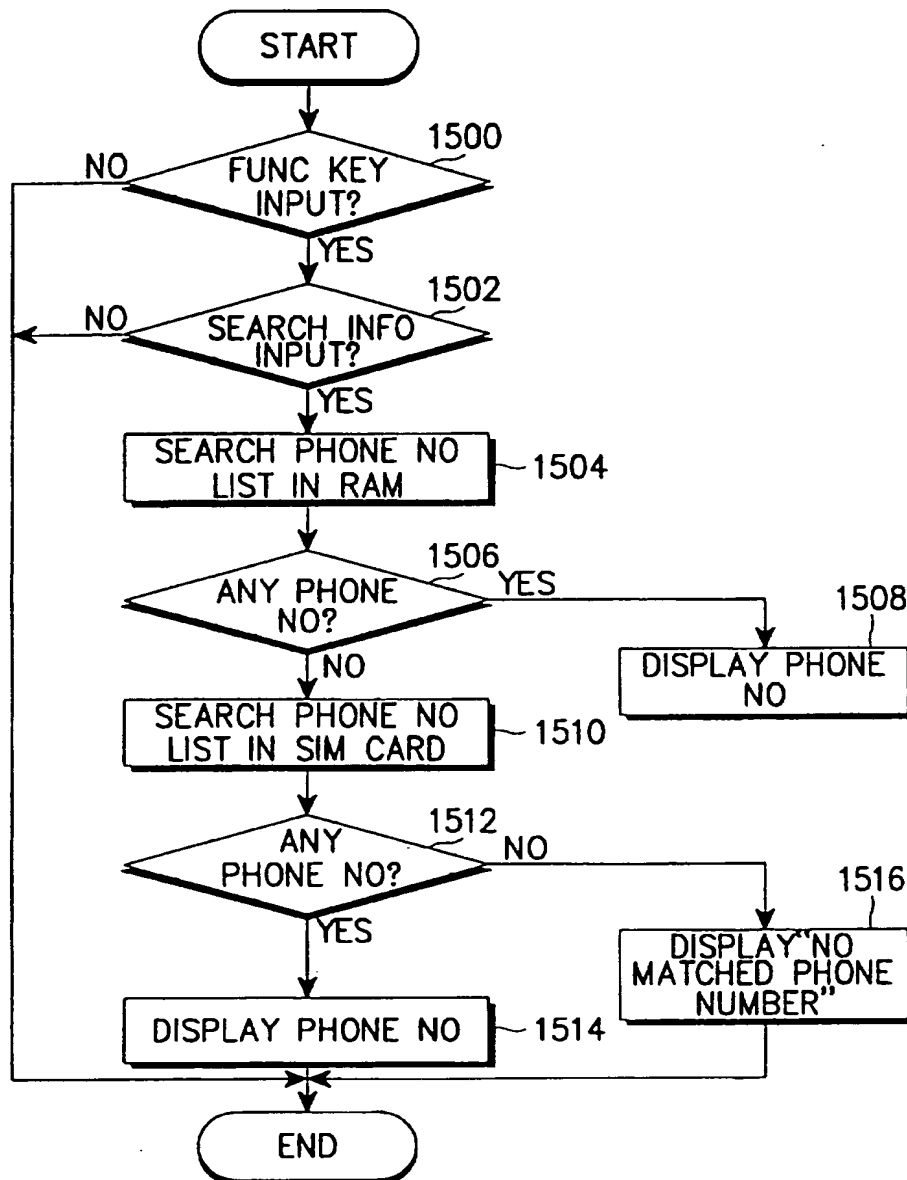 START
1500
NO
FUNC KEY
INPUT?
YES
1502
NO
SEARCH INFO
INPUT?
YES
SEARCH PHONE NO
LIST IN RAM
1504
1506
ANY PHONE
NO?
YES
1508
NO
DISPLAY PHONE
NO
SEARCH PHONE NO
LIST IN SIM CARD
1510
1512
ANY
PHONE NO?
NO
1516
YES
DISPLAY“NO
MATCHED PHONE
NUMBER”
DISPLAY PHONE NO
1514
END